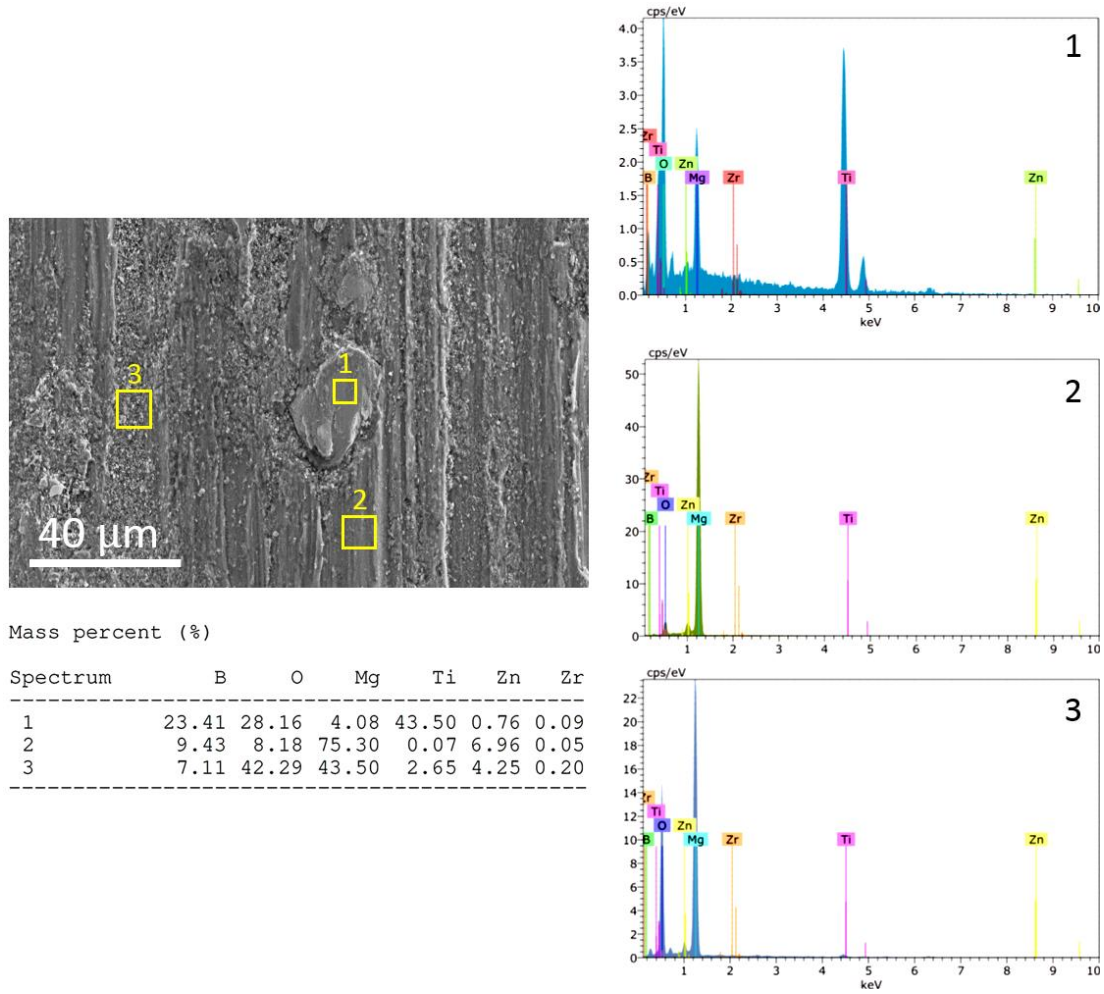 3
1
2
40 µm
Mass percent (%)
Spectrum B O Mg Ti Zn Zr
1 23.41 28.16 4.08 43.50 0.76 0.09
2 9.43 8.18 75.30 0.07 6.96 0.05
3 7.11 42.29 43.50 2.65 4.25 0.20
cps/eV
1
4.0
3.5
3.0
2.5
2.0
1.5
1.0
0.5
0.0
Zr
Ti
O Zn
B Mg Zr Ti Zn
1 2 3 4 5 6 7 8 9 10
keV
cps/eV
2
50
40
30
20
10
0
Zr
Ti
O Zn
B Mg Zr Ti Zn
1 2 3 4 5 6 7 8 9 10
keV
cps/eV
3
22
20
18
16
14
12
10
8
6
4
2
0
Zr
Ti
O Zn
B Mg Zr Ti Zn
1 2 3 4 5 6 7 8 9 10
keV